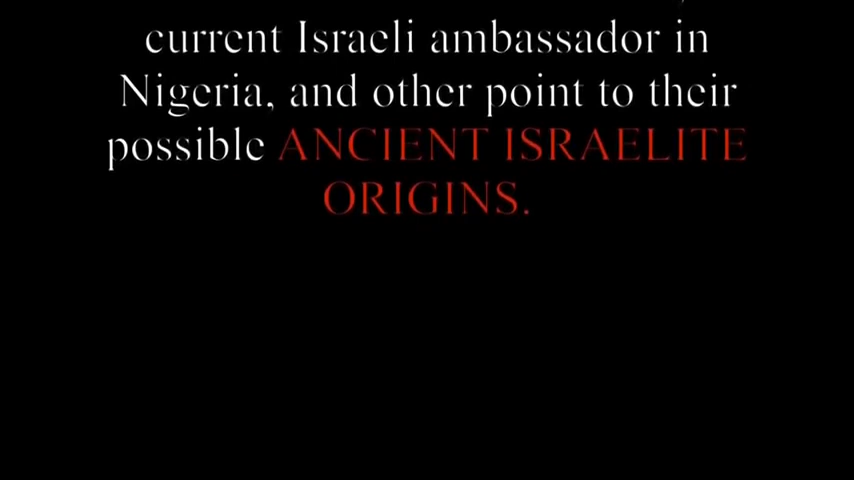 current Israeli ambassador in
Nigeria, and other point to their
possible ANCIENT ISRAELITE
ORIGINS.